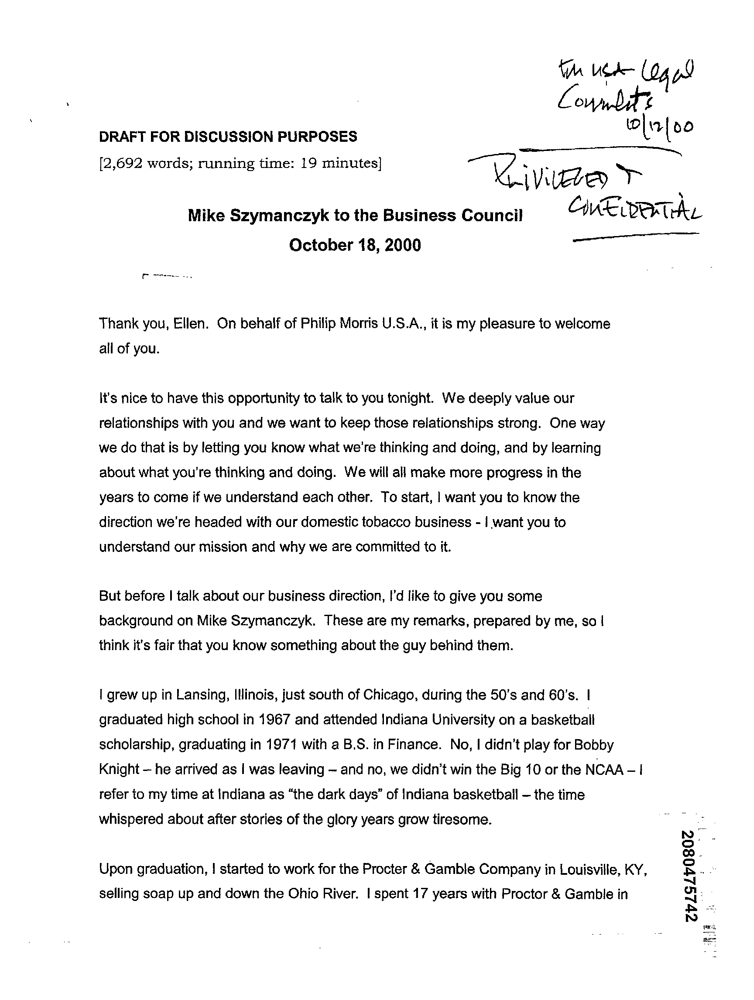 Legal
10/12/00
DRAFT FOR DISCUSSION PURPOSES
[2,692 words; running time: 19 minutes]
CONFIDENTIAL
Mike Szymanczyk to the Business Council
October 18, 2000
Thank you, Ellen. On behalf of Philip Morris U.S.A., it is my pleasure to welcome
all of you.
It's nice to have this opportunity to talk to you tonight. We deeply value our
relationships with you and we want to keep those relationships strong. One way
we do that is by letting you know what we're thinking and doing, and by learning
about what you're thinking and doing. We will all make more progress in the
years to come if we understand each other. To start, I want you to know the
direction we're headed with our domestic tobacco business - I want you to
understand our mission and why we are committed to it.
But before I talk about our business direction, I'd like to give you some
background on Mike Szymanczyk. These are my remarks, prepared by me, so I
think it's fair that you know something about the guy behind them.
I grew up in Lansing, Illinois, just south of Chicago, during the 50's and 60's. I
graduated high school in 1967 and attended Indiana University on a basketball
scholarship, graduating in 1971 with a B.S. in Finance. No, I didn't play for Bobby
Knight – he arrived as I was leaving – and no, we didn't win the Big 10 or the NCAA – I
refer to my time at Indiana as “the dark days” of Indiana basketball – the time
whispered about after stories of the glory years grow tiresome.
Upon graduation, I started to work for the Procter & Gamble Company in Louisville, KY,
selling soap up and down the Ohio River. I spent 17 years with Proctor & Gamble in
2080475742